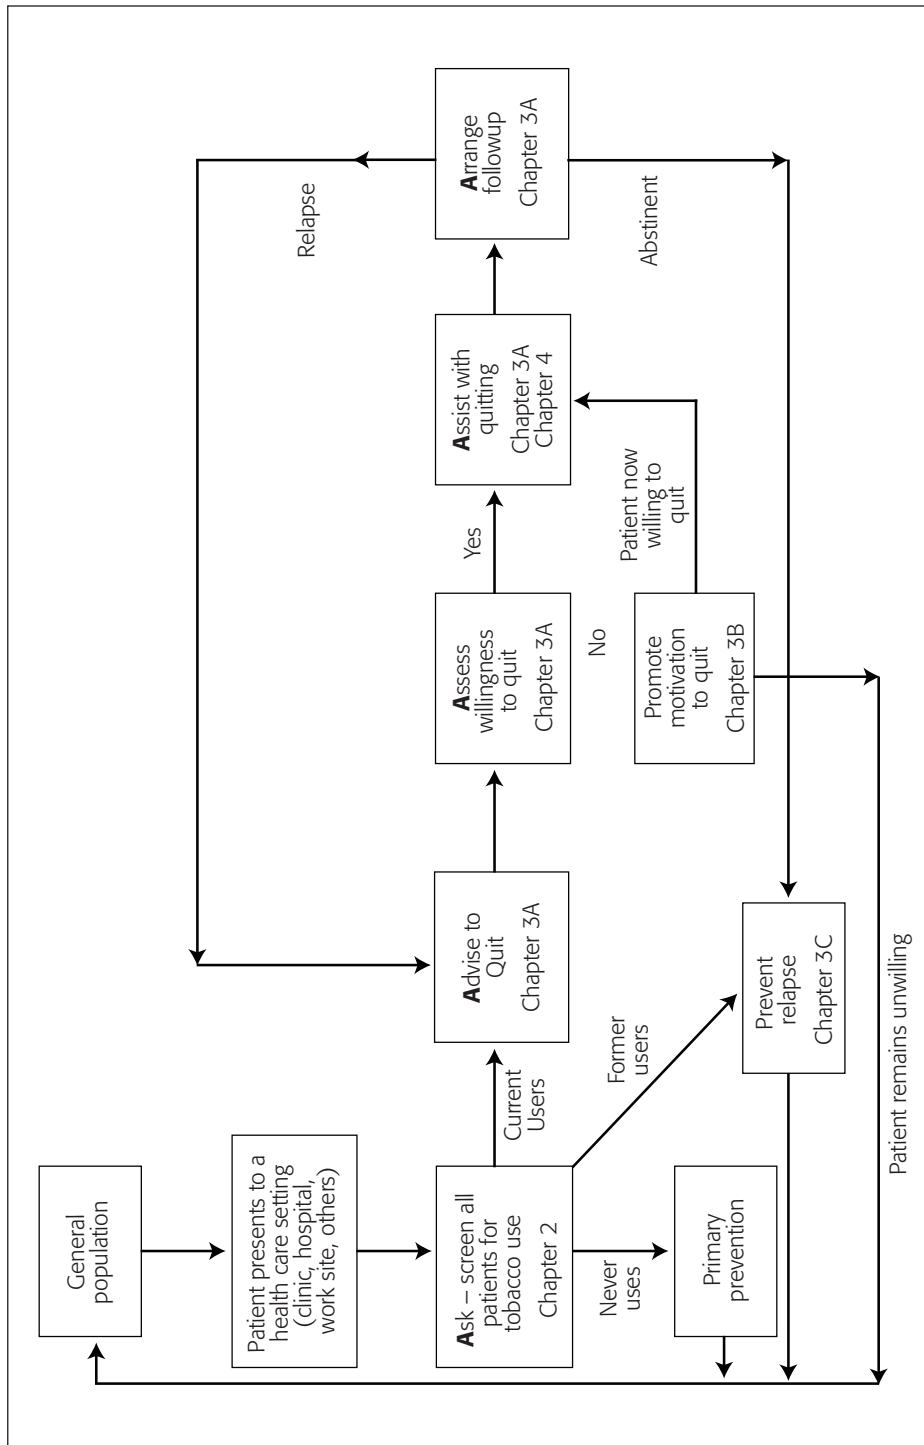 General
population
Patient presents to a
health care setting
(clinic, hospital,
work site, others)
Ask – screen all
patients for
tobacco use
Chapter 2
Current
Users
Former
users
Never
uses
Primary
prevention
Advise to
Quit
Chapter 3A
Assess
willingness
to quit
Chapter 3A
Yes
No
Promote
motivation
to quit
Chapter 3B
Patient now
willing to
quit
Assist with
quitting
Chapter 3A
Chapter 4
Arrange
followup
Chapter 3A
Relapse
Abstinent
Prevent
relapse
Chapter 3C
Patient remains unwilling